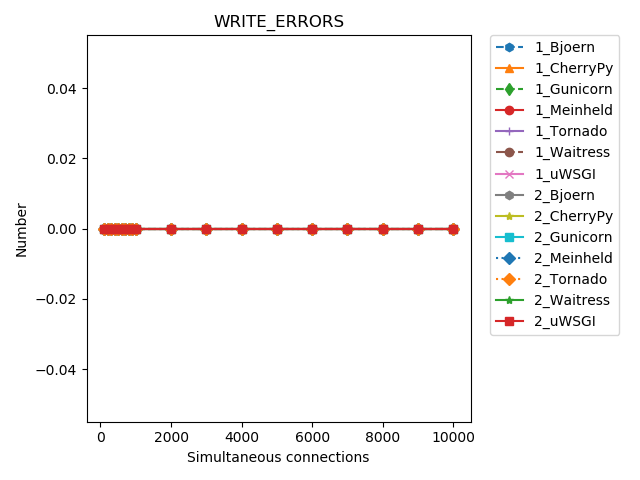 WRITE_ERRORS
Number
0.04
0.02
0.00
−0.02
−0.04
0
2000
4000
6000
8000
10000
Simultaneous connections
1_Bjoern
1_CherryPy
1_Gunicorn
1_Meinheld
1_Tornado
1_Waitress
1_uWSGI
2_Bjoern
2_CherryPy
2_Gunicorn
2_Meinheld
2_Tornado
2_Waitress
2_uWSGI